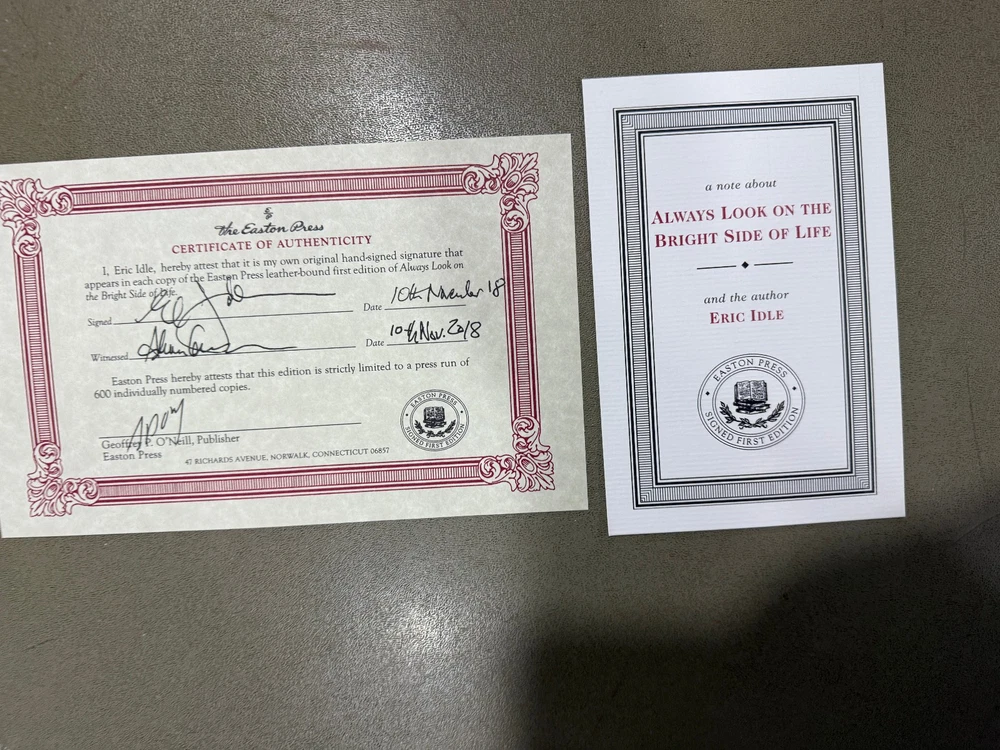 the Easton Press
CERTIFICATE OF AUTHENTICITY
I, Eric Idle, hereby attest that it is my own original hand-signed signature that
appears in each copy of the Easton Press leather-bound first edition of Always Look on
the Bright Side of Life.
Signed
Date 10th November 18
Witnessed
Date 10th Nov. 2018
Easton Press hereby attests that this edition is strictly limited to a press run of
600 individually numbered copies.
Geoffrey P. O'Neill, Publisher
Easton Press
47 RICHARDS AVENUE, NORWALK, CONNECTICUT 06857
EASTON PRESS
SIGNED FIRST EDITION
a note about
ALWAYS LOOK ON THE
BRIGHT SIDE OF LIFE
and the author
ERIC IDLE
EASTON PRESS
SIGNED FIRST EDITION